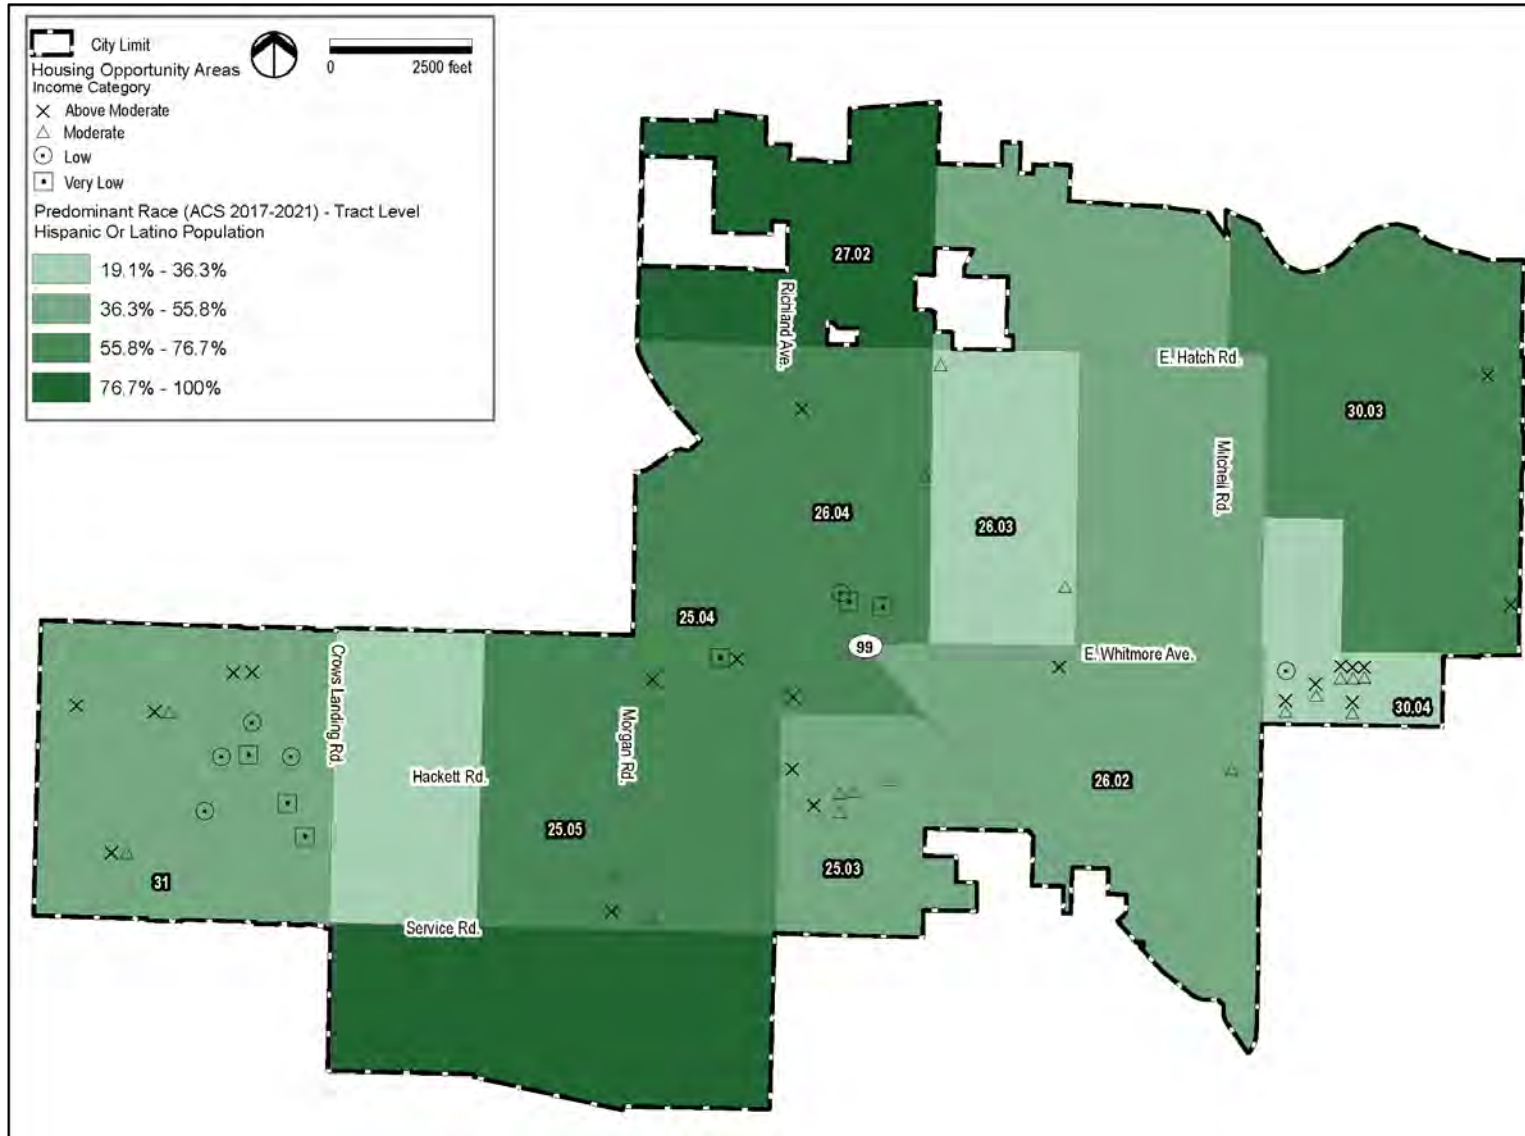 City Limit
0 2500 feet
Housing Opportunity Areas
Income Category
Above Moderate
Moderate
Low
Very Low
Predominant Race (ACS 2017-2021) - Tract Level
Hispanic Or Latino Population
19.1% - 36.3%
36.3% - 55.8%
55.8% - 76.7%
76.7% - 100%
27.02
Richland Ave.
E. Hatch Rd.
30.03
Mitchell Rd.
26.04
26.03
25.04
99
E. Whitmore Ave.
Crows Landing Rd.
30.04
Morgan Rd.
Hackett Rd.
26.02
25.05
25.03
31
Service Rd.